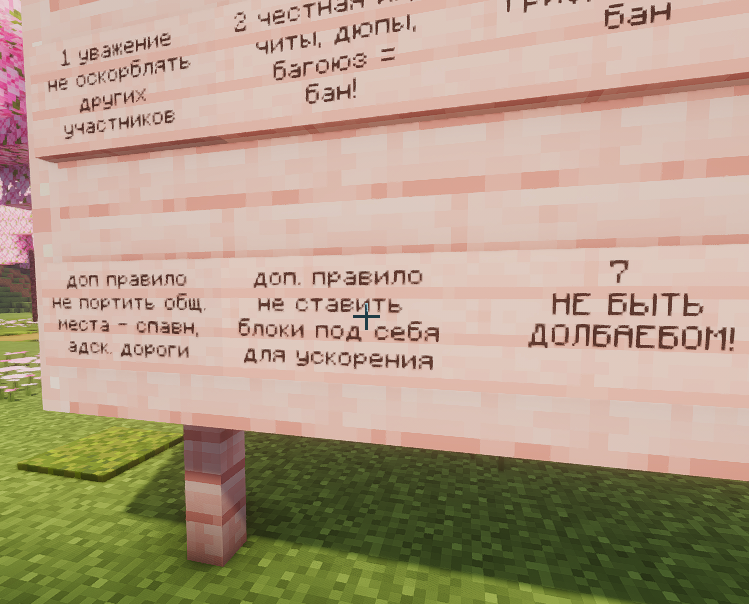 1 уважение
не оскорблять
других
участников
2 честная
читы, дюпы,
багоюз =
бан!
бан
доп правило
не портить общ.
места - спавн,
адск. дороги
доп. правило
не ставить
блоки под себя
для ускорения
7
НЕ БЫТЬ
ДОЛБАЕБОМ!